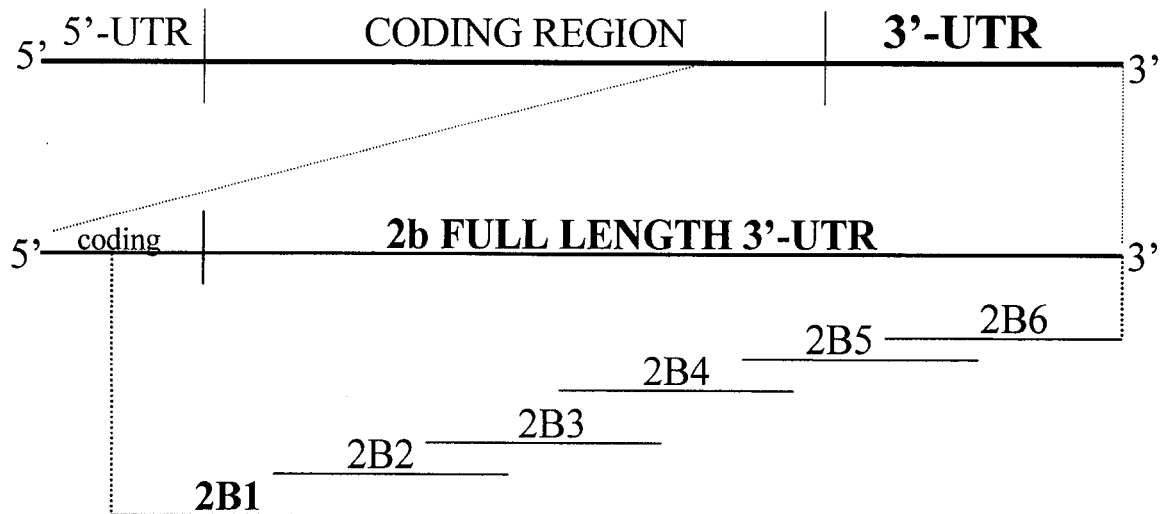 5’ 5’-UTR CODING REGION 3’-UTR 3’
5’ coding 2b FULL LENGTH 3’-UTR 3’
2B6
2B5
2B4
2B3
2B2
2B1